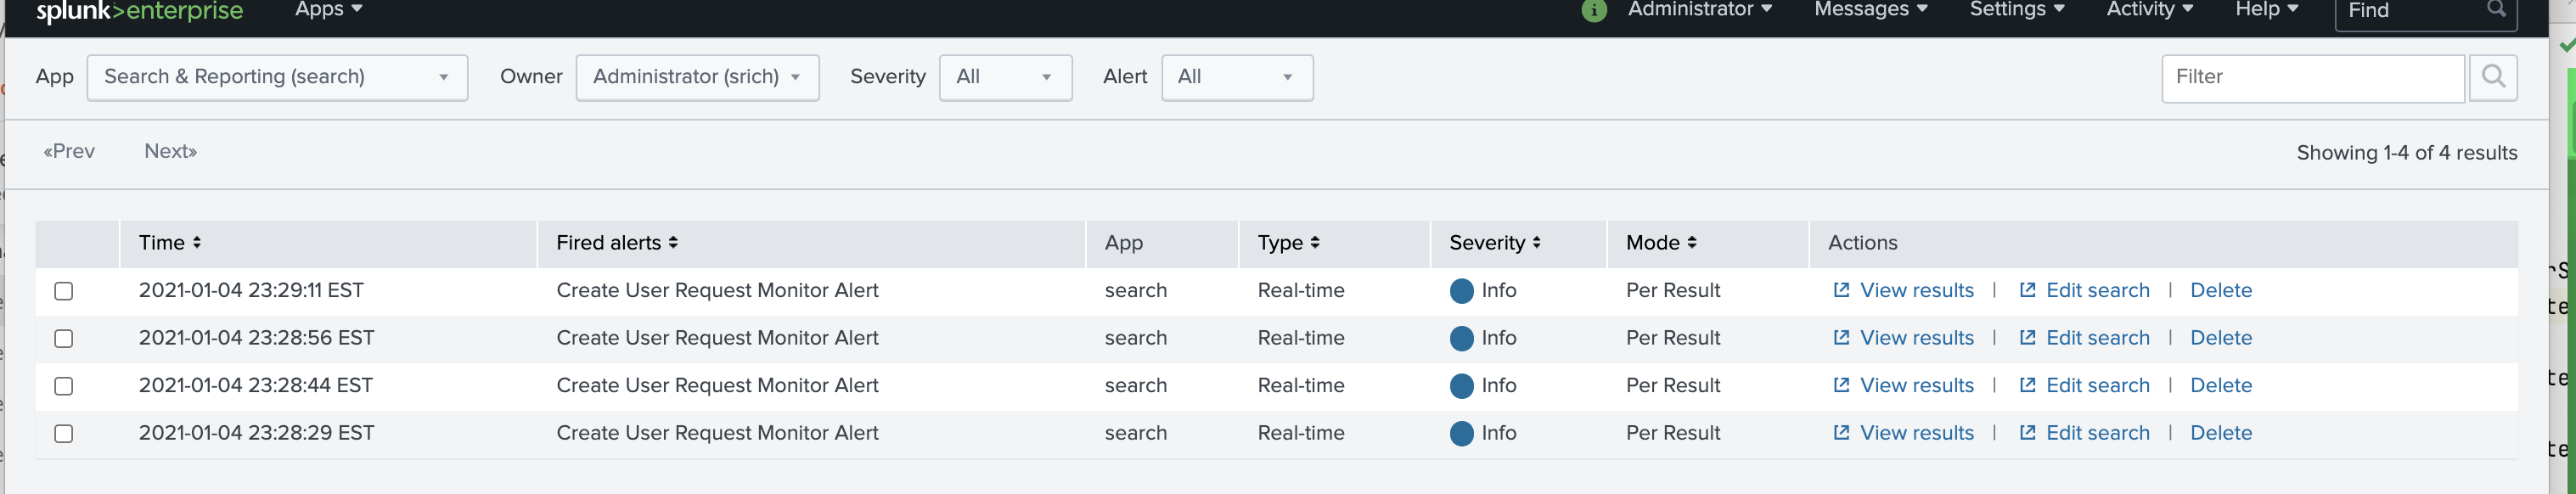 splunk>enterprise Apps Administrator Messages Settings Activity Help Find
App Search & Reporting (search) Owner Administrator (srich) Severity All Alert All Filter
«Prev Next» Showing 1-4 of 4 results
Time Fired alerts App Type Severity Mode Actions
2021-01-04 23:29:11 EST Create User Request Monitor Alert search Real-time Info Per Result View results | Edit search | Delete
2021-01-04 23:28:56 EST Create User Request Monitor Alert search Real-time Info Per Result View results | Edit search | Delete
2021-01-04 23:28:44 EST Create User Request Monitor Alert search Real-time Info Per Result View results | Edit search | Delete
2021-01-04 23:28:29 EST Create User Request Monitor Alert search Real-time Info Per Result View results | Edit search | Delete